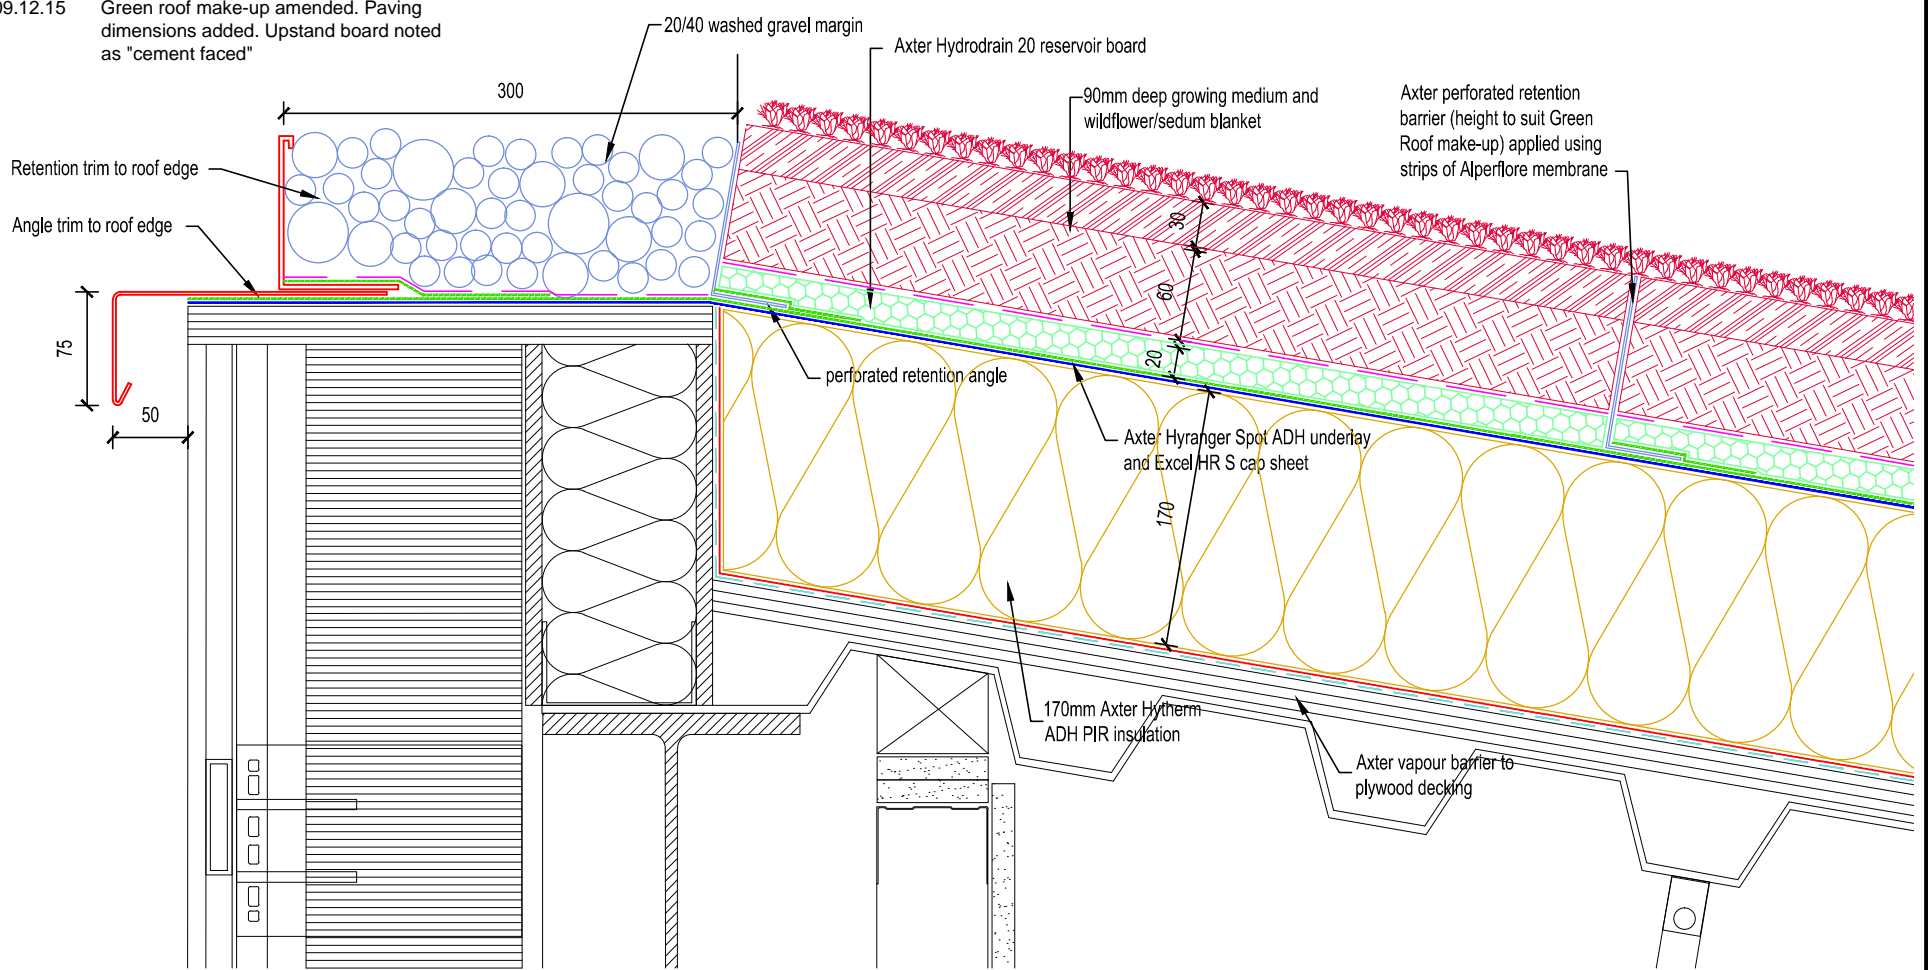 09.12.15 Green roof make-up amended. Paving
dimensions added. Upstand board noted
as "cement faced"
20/40 washed gravel margin
Axter Hydrodrain 20 reservoir board
300
90mm deep growing medium and
wildflower/sedum blanket
Axter perforated retention
barrier (height to suit Green
Roof make-up) applied using
strips of Alperflore membrane
Retention trim to roof edge
Angle trim to roof edge
30
60
20
75
50
perforated retention angle
Axter Hyranger Spot ADH underlay
and Excel HR S cap sheet
170
170mm Axter Hytherm
ADH PIR insulation
Axter vapour barrier to
plywood decking